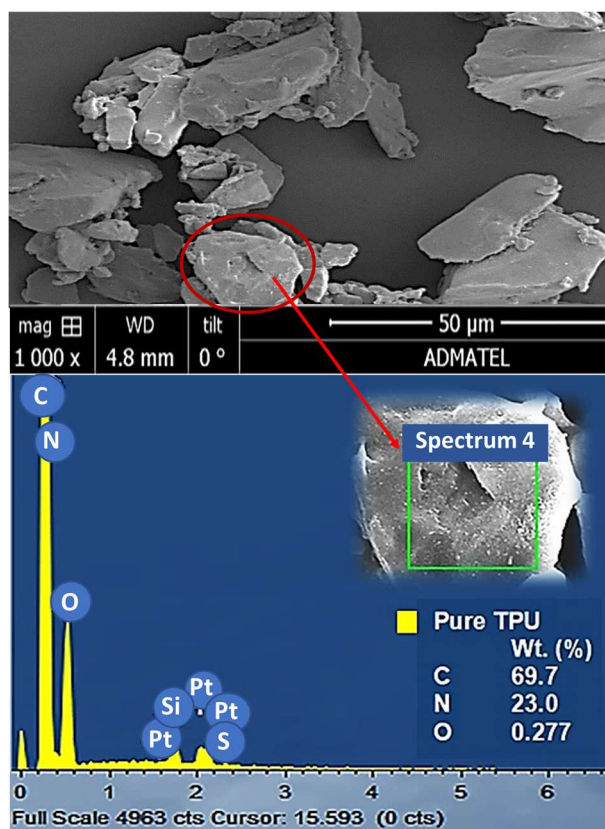 mag WD tilt 50 µm
1 000 x 4.8 mm 0 º ADMATEL
C
N
Spectrum 4
O
Pure TPU
Wt. (%)
C 69.7
N 23.0
O 0.277
Pt
Si Pt
Pt S
0 1 2 3 4 5 6
Full Scale 4963 cts Cursor: 15.593 (0 cts)